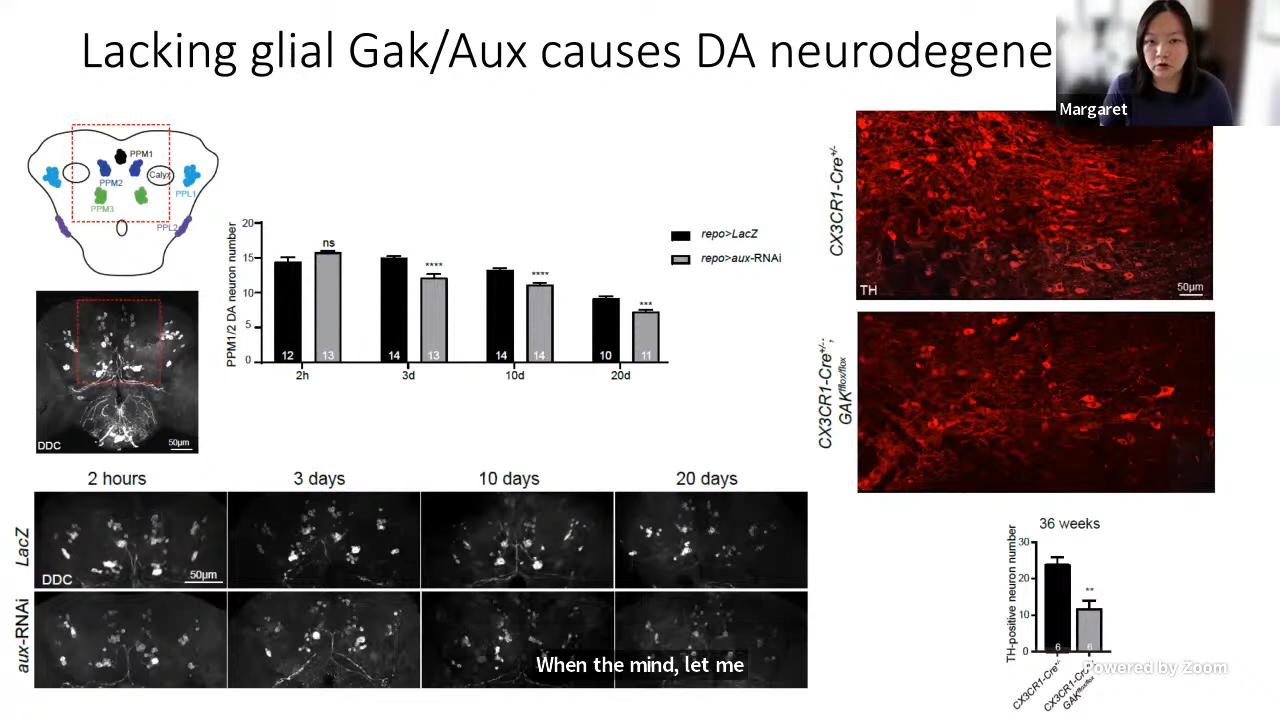 Lacking glial Gak/Aux causes DA neurodegene
Margaret
PPM1
PPM2
Calyx
PPL1
PPM3
PPL2
DDC
50μm
PPM1/2 DA neuron number
20
15
10
5
0
ns
****
****
***
12
13
14
13
14
14
10
11
2h
3d
10d
20d
repo>LacZ
repo>aux-RNAi
CX3CR1-Cre+/-
TH
50μm
CX3CR1-Cre+/-;
GAKflox/flox
2 hours
3 days
10 days
20 days
LacZ
DDC
50μm
aux-RNAi
When the mind, let me
36 weeks
TH-positive neuron number
30
20
10
0
**
6
6
CX3CR1-Cre+/-
CX3CR1-Cre+/-
GAKflox/flox
Powered by Zoom